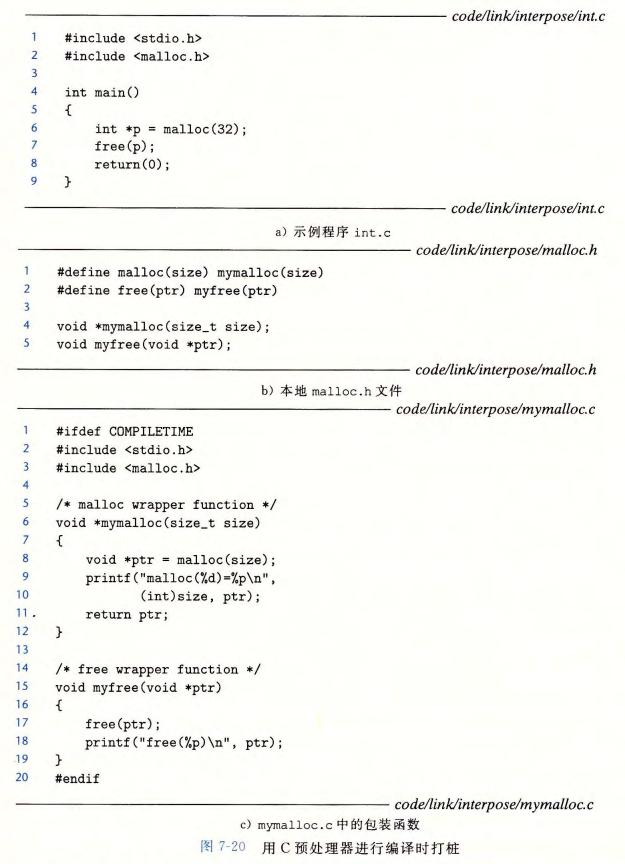 code/link/interpose/int.c
1 #include <stdio.h>
2 #include <malloc.h>
3
4 int main()
5 {
6 int *p = malloc(32);
7 free(p);
8 return(0);
9 }
code/link/interpose/int.c
a) 示例程序 int.c
code/link/interpose/malloc.h
1 #define malloc(size) mymalloc(size)
2 #define free(ptr) myfree(ptr)
3
4 void *mymalloc(size_t size);
5 void myfree(void *ptr);
code/link/interpose/malloc.h
b) 本地 malloc.h 文件
code/link/interpose/mymalloc.c
1 #ifdef COMPILETIME
2 #include <stdio.h>
3 #include <malloc.h>
4
5 /* malloc wrapper function */
6 void *mymalloc(size_t size)
7 {
8 void *ptr = malloc(size);
9 printf("malloc(%d)=%p\n",
10 (int)size, ptr);
11 return ptr;
12 }
13
14 /* free wrapper function */
15 void myfree(void *ptr)
16 {
17 free(ptr);
18 printf("free(%p)\n", ptr);
19 }
20 #endif
code/link/interpose/mymalloc.c
c) mymalloc.c 中的包装函数
图 7-20 用 C 预处理器进行编译时打桩